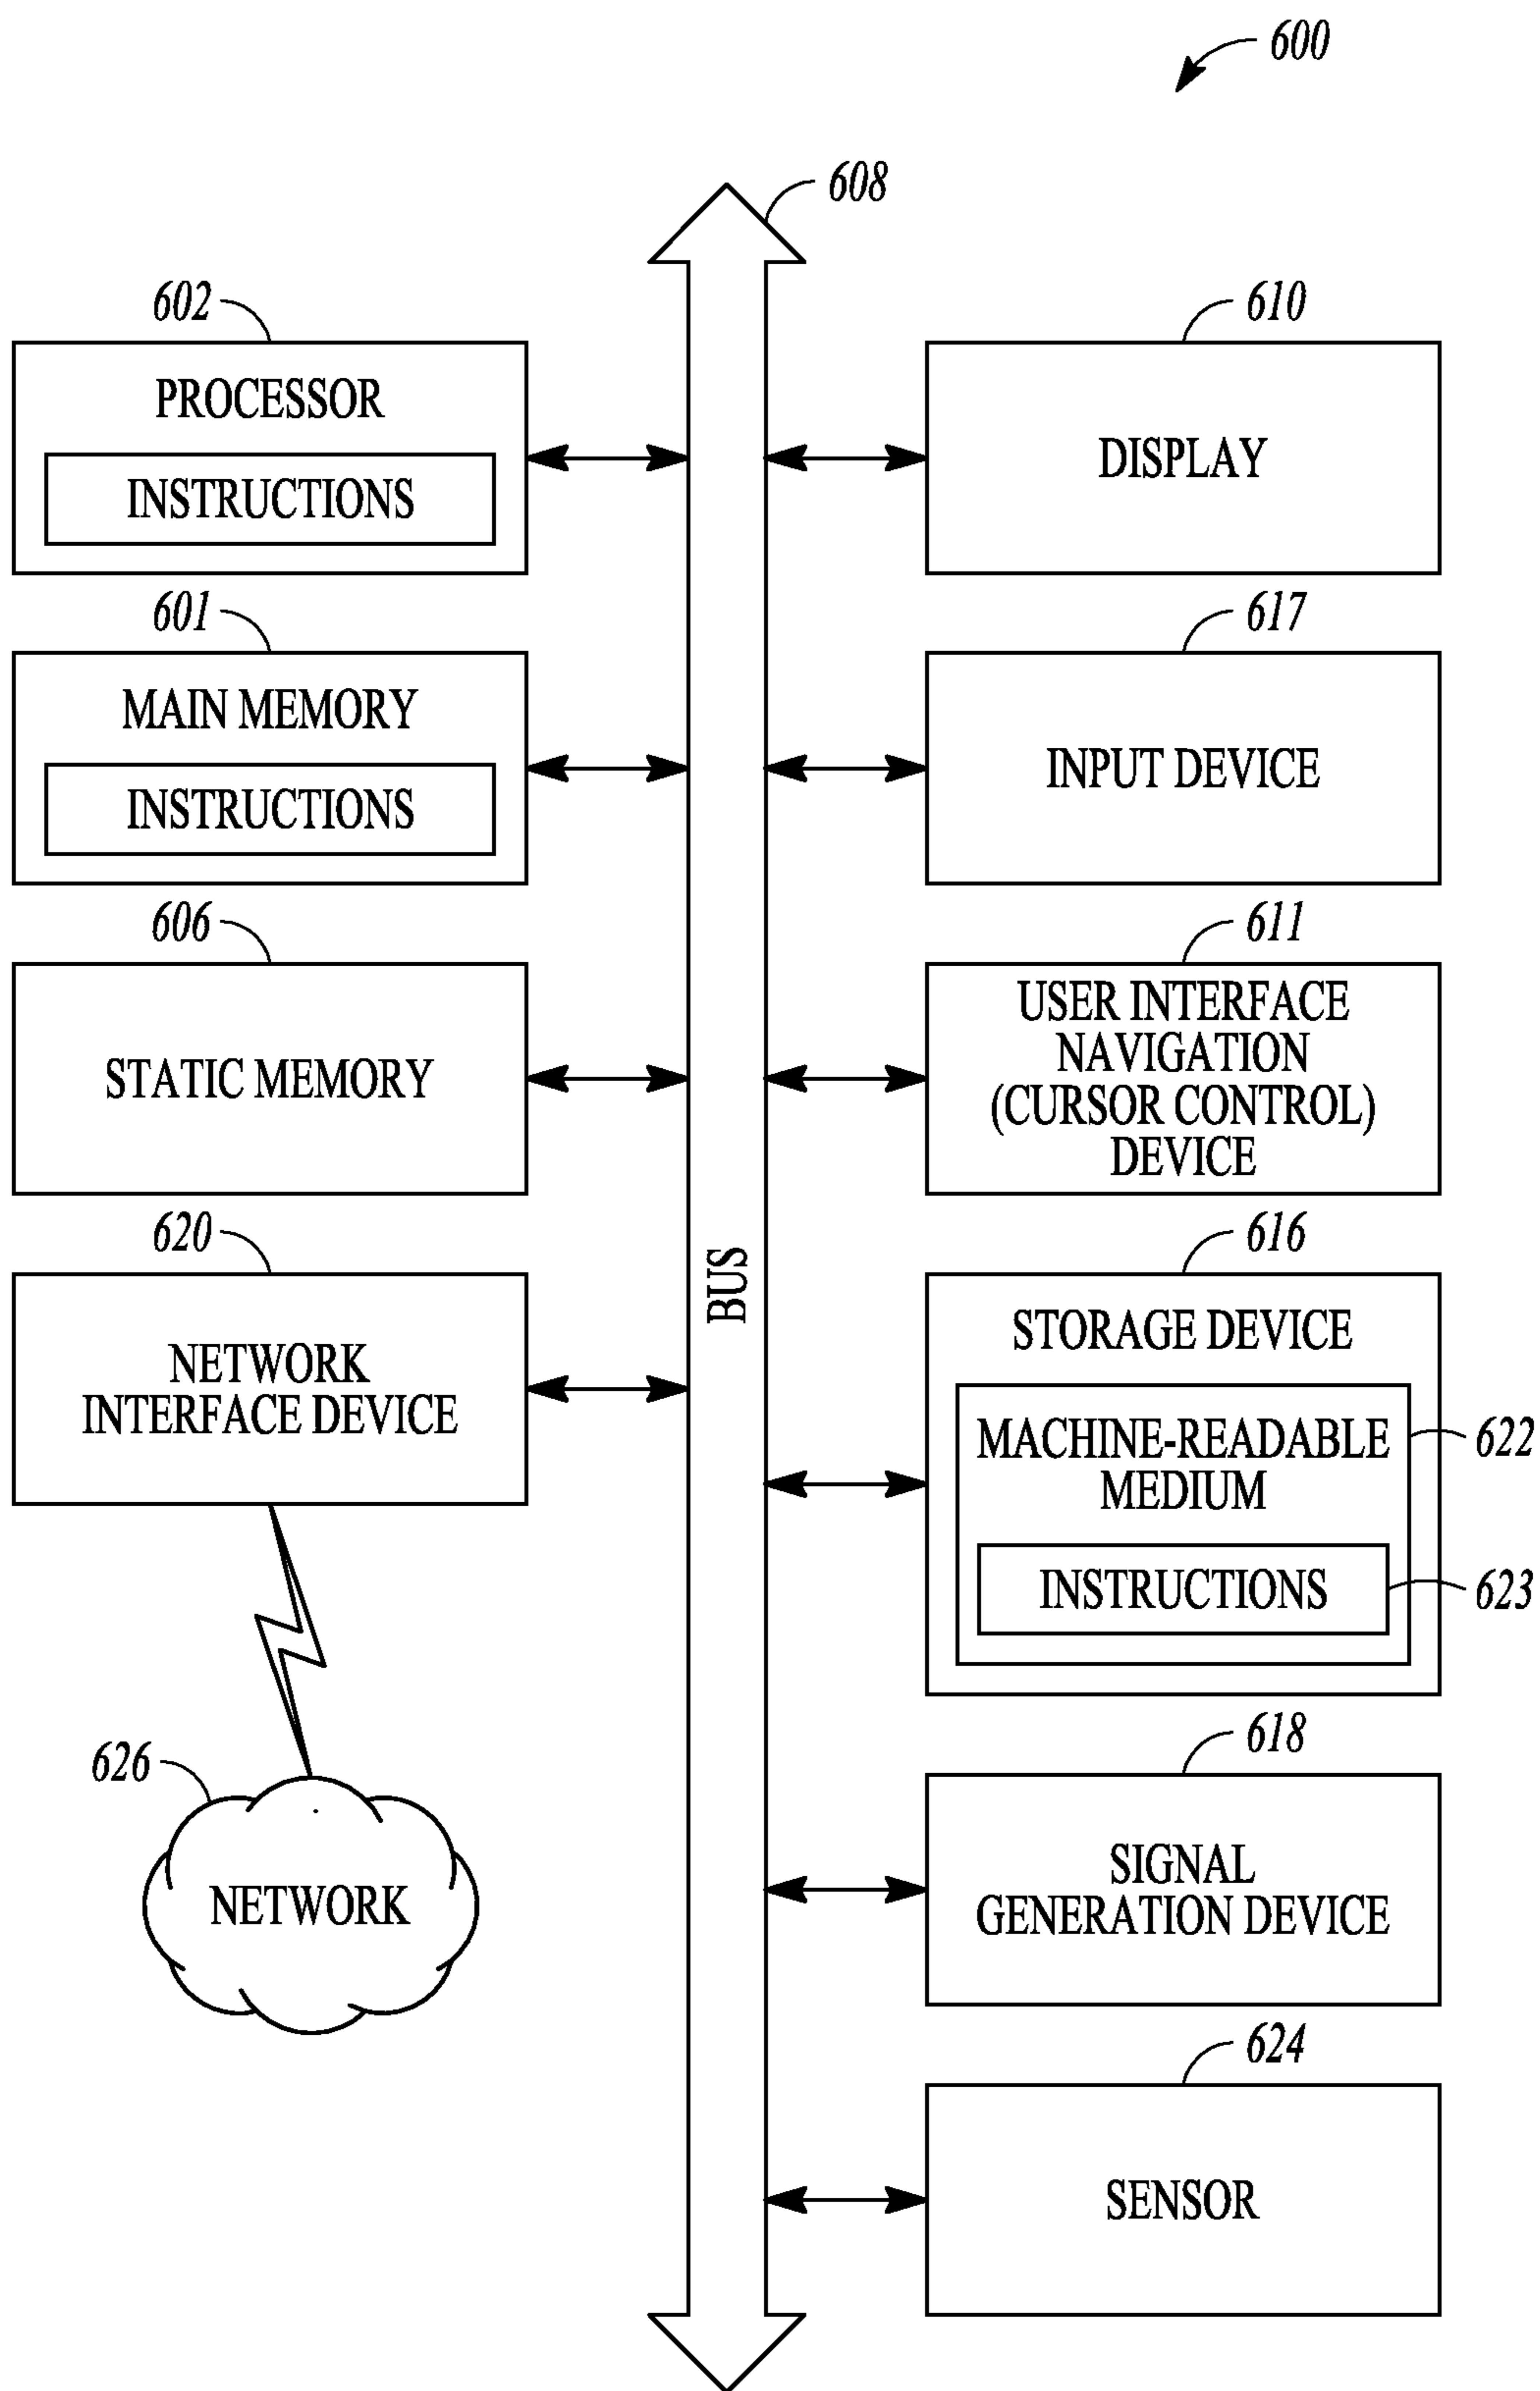 600
608
602
PROCESSOR
INSTRUCTIONS
601
MAIN MEMORY
INSTRUCTIONS
606
STATIC MEMORY
620
NETWORK
INTERFACE DEVICE
626
NETWORK
BUS
610
DISPLAY
617
INPUT DEVICE
611
USER INTERFACE
NAVIGATION
(CURSOR CONTROL)
DEVICE
616
STORAGE DEVICE
MACHINE-READABLE
MEDIUM
622
INSTRUCTIONS
623
618
SIGNAL
GENERATION DEVICE
624
SENSOR